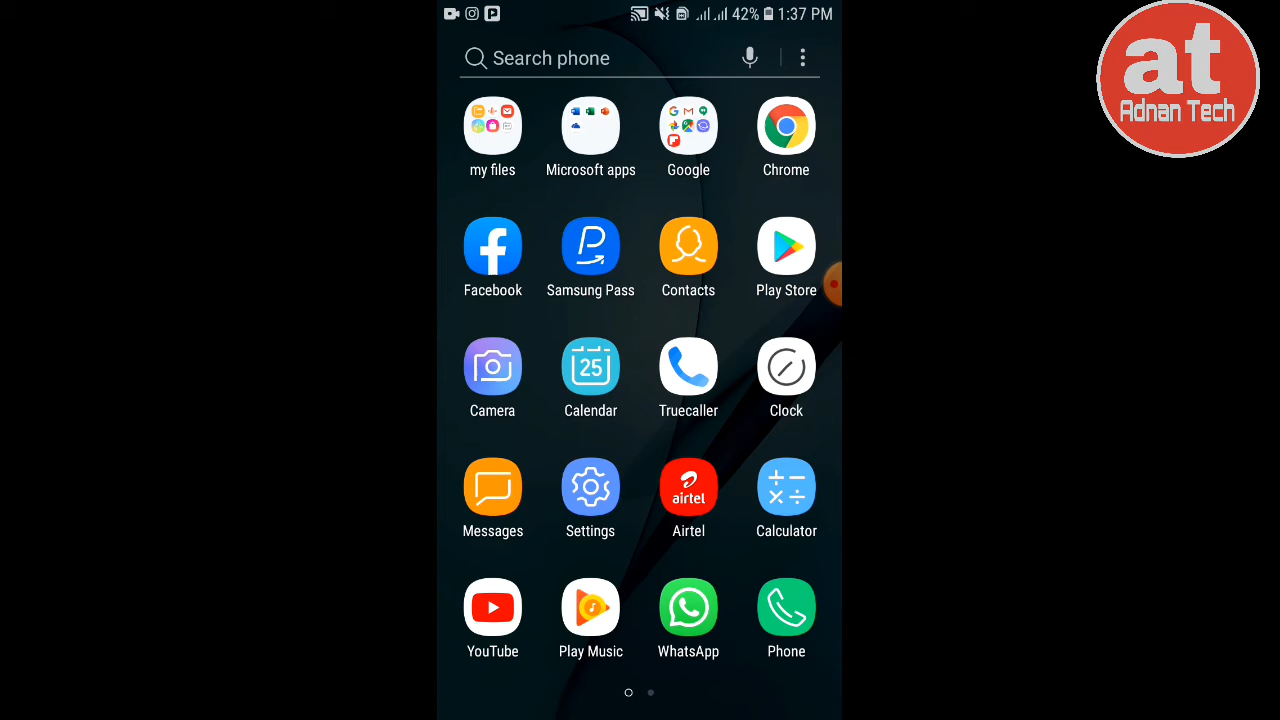 42% 1:37 PM
at
Adnan Tech
Search phone
my files
Microsoft apps
Google
Chrome
Facebook
Samsung Pass
Contacts
Play Store
25
Camera
Calendar
Truecaller
Clock
airtel
Messages
Settings
Airtel
Calculator
YouTube
Play Music
WhatsApp
Phone